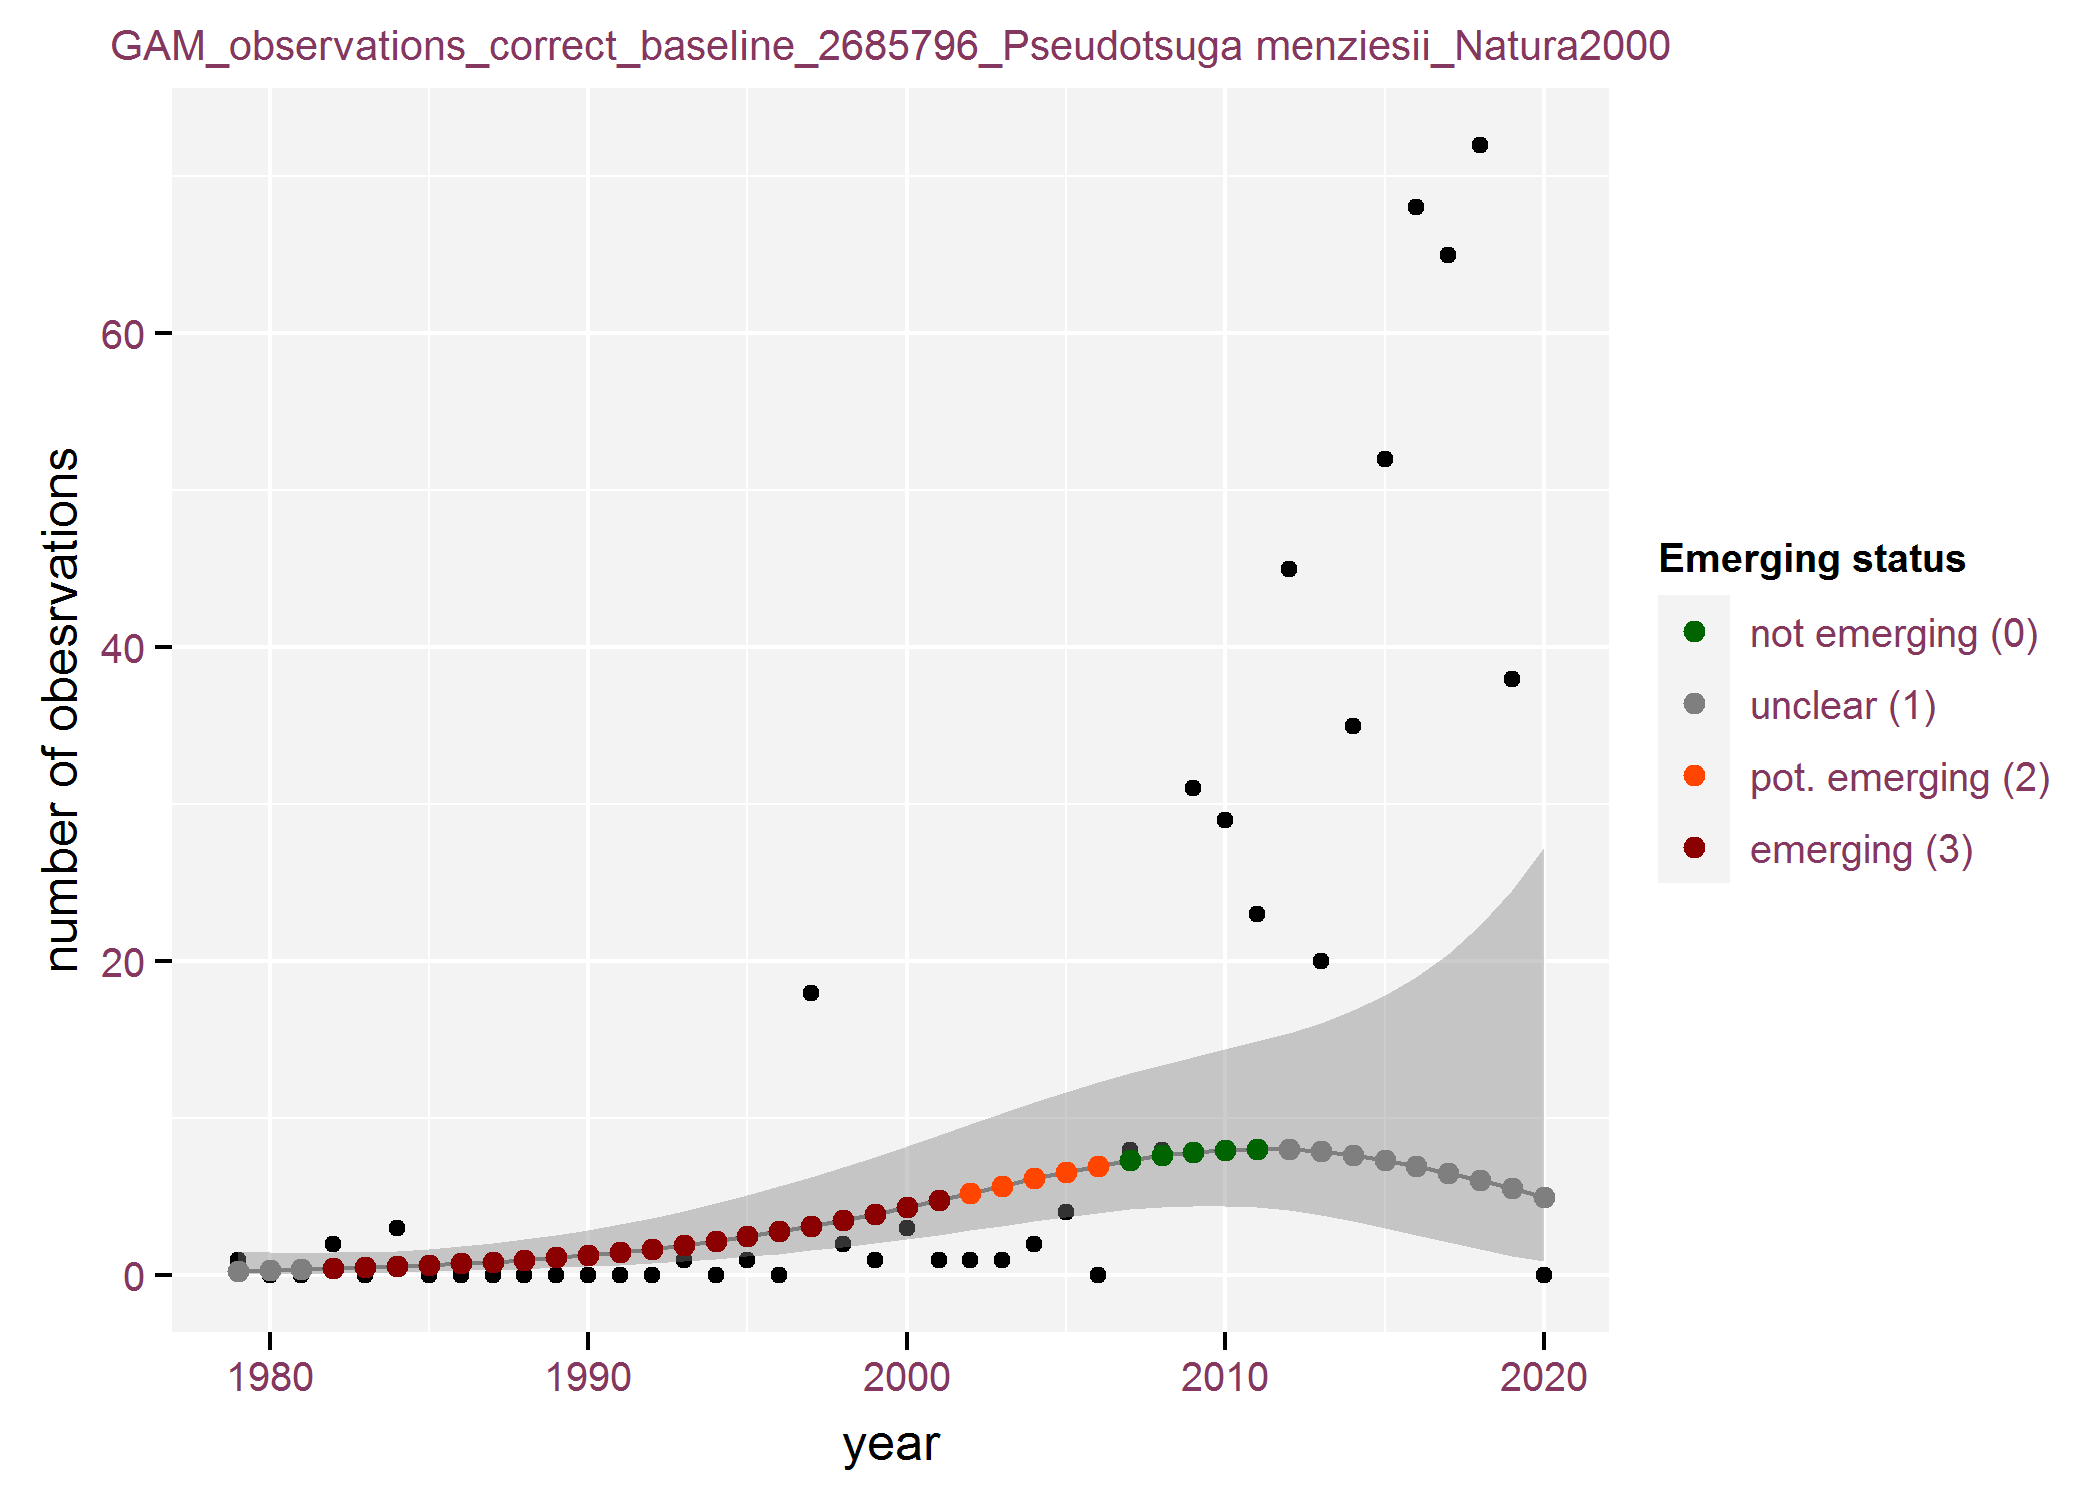 GAM_observations_correct_baseline_2685796_Pseudotsuga menziesii_Natura2000
number of obesrvations
60
40
20
0
1980
1990
2000
2010
2020
year
Emerging status
not emerging (0)
unclear (1)
pot. emerging (2)
emerging (3)